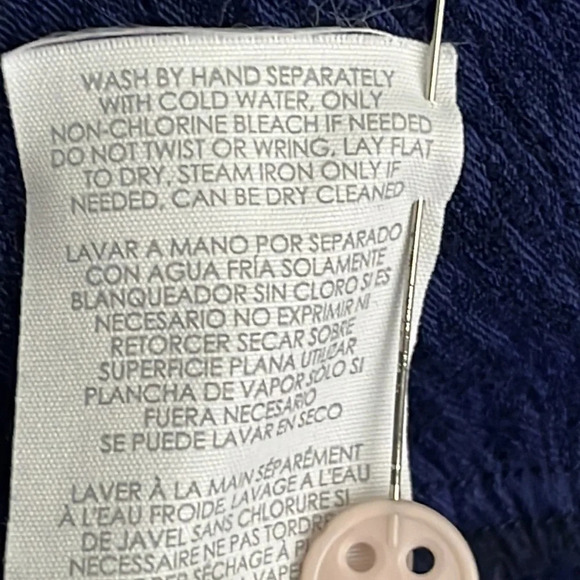 WASH BY HAND SEPARATELY
WITH COLD WATER, ONLY
NON-CHLORINE BLEACH IF NEEDED
DO NOT TWIST OR WRING, LAY FLAT
TO DRY, STEAM IRON ONLY IF
NEEDED, CAN BE DRY CLEANED
LAVAR A MANO POR SEPARADO
CON AGUA FRÍA SOLAMENTE
BLANQUEADOR SIN CLORO SI ES
NECESARIO NO EXPRIMIR NI
RETORCER SECAR SOBRE
SUPERFICIE PLANA UTILIZAR
PLANCHA DE VAPOR SÓLO SI
FUERA NECESARIO
SE PUEDE LAVAR EN SECO
LAVER À LA MAIN SÉPARÉMENT
À L'EAU FROIDE, LAVAGE A L'EAU
DE JAVEL SANS CHLORURE SI
NECESSAIRE NE PAS TORDRE
SÉCHAGE À